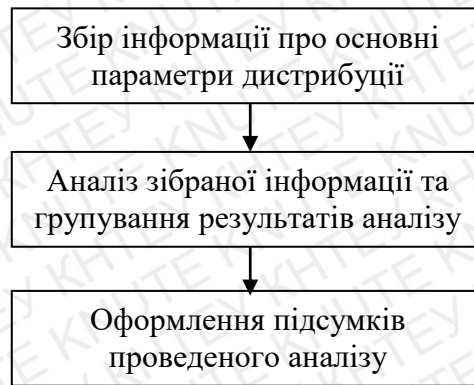 Збір інформації про основні
параметри дистрибуції
Аналіз зібраної інформації та
групування результатів аналізу
Оформлення підсумків
проведеного аналізу